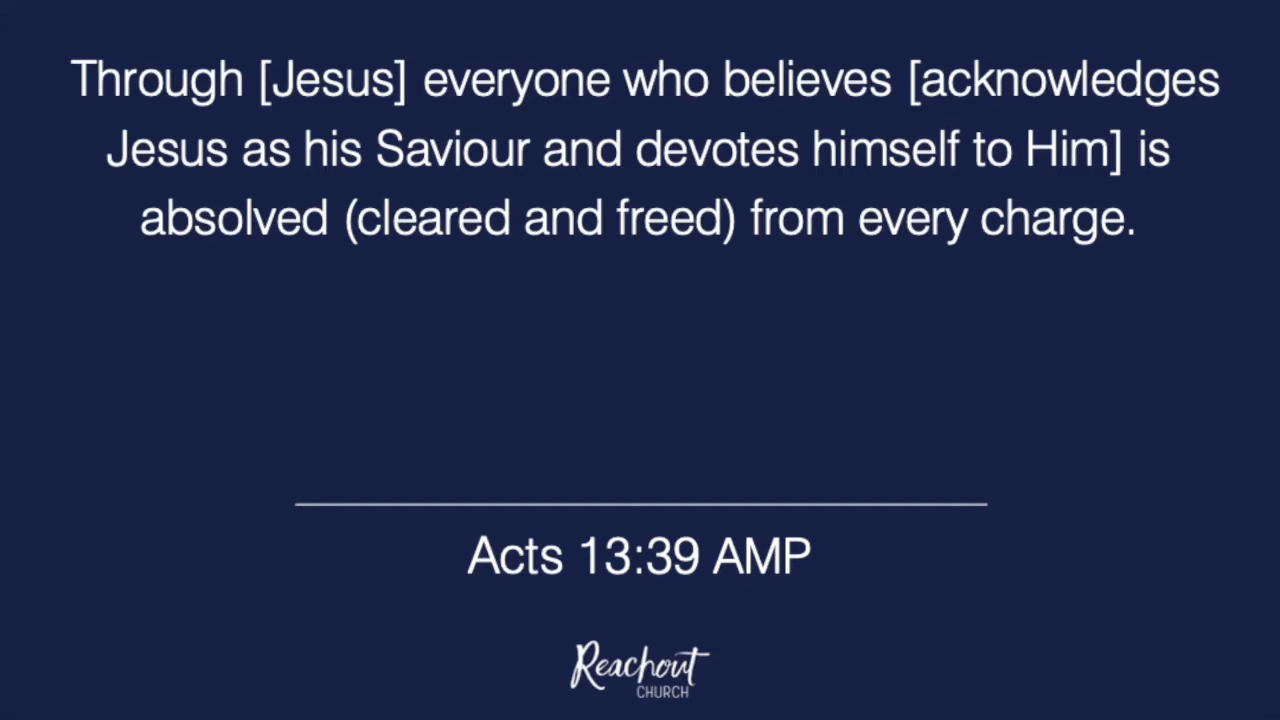 Through [Jesus] everyone who believes [acknowledges
Jesus as his Saviour and devotes himself to Him] is
absolved (cleared and freed) from every charge.
Acts 13:39 AMP
Reachout
CHURCH